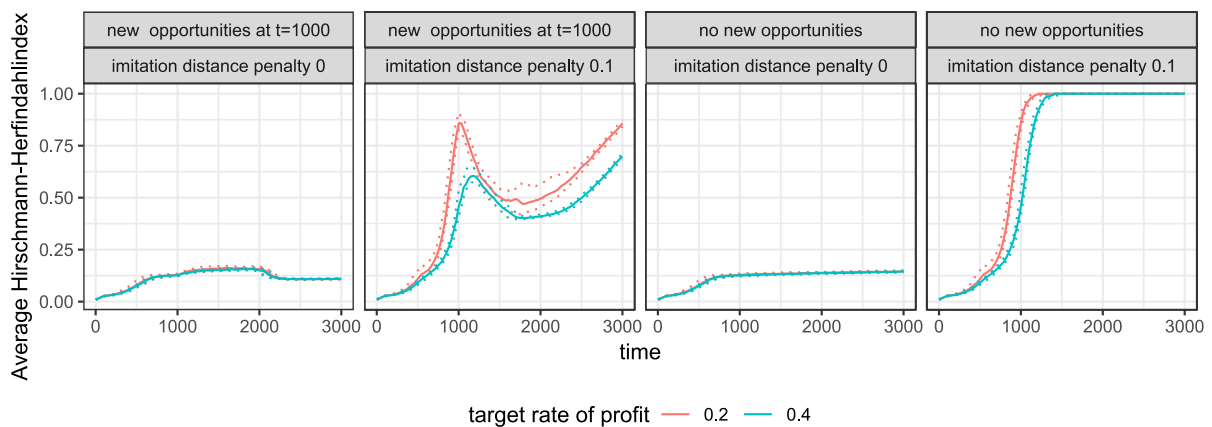 new  opportunities at t=1000
new  opportunities at t=1000
no new opportunities
no new opportunities
imitation distance penalty 0
imitation distance penalty 0.1
imitation distance penalty 0
imitation distance penalty 0.1
Average Hirschmann-Herfindahlindex
1.00
0.75
0.50
0.25
0.00
0 1000 2000 3000
0 1000 2000 3000
0 1000 2000 3000
0 1000 2000 3000
time
target rate of profit 0.2 0.4